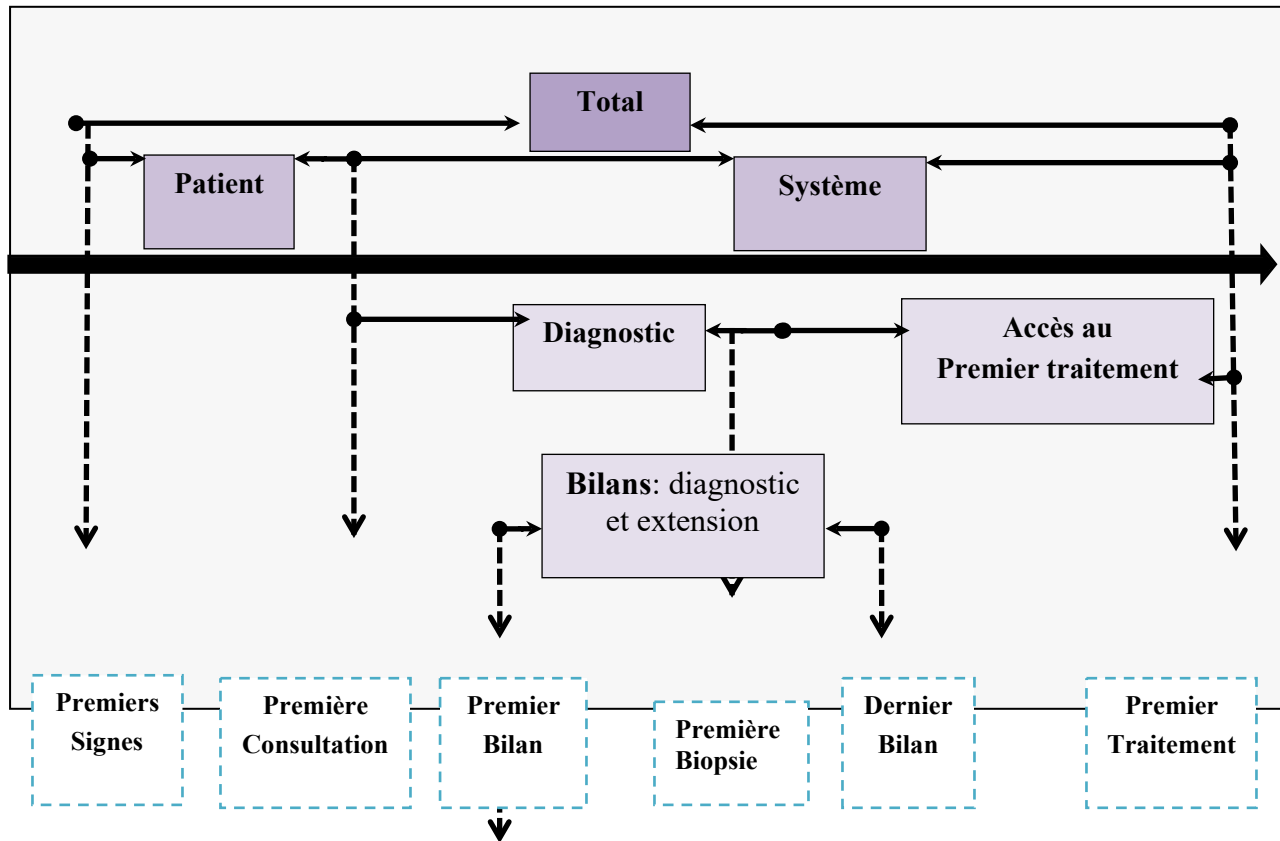 Total
Patient
Système
Diagnostic
Accès au
Premier traitement
Bilans: diagnostic
et extension
Premiers
Signes
Première
Consultation
Premier
Bilan
Première
Biopsie
Dernier
Bilan
Premier
Traitement